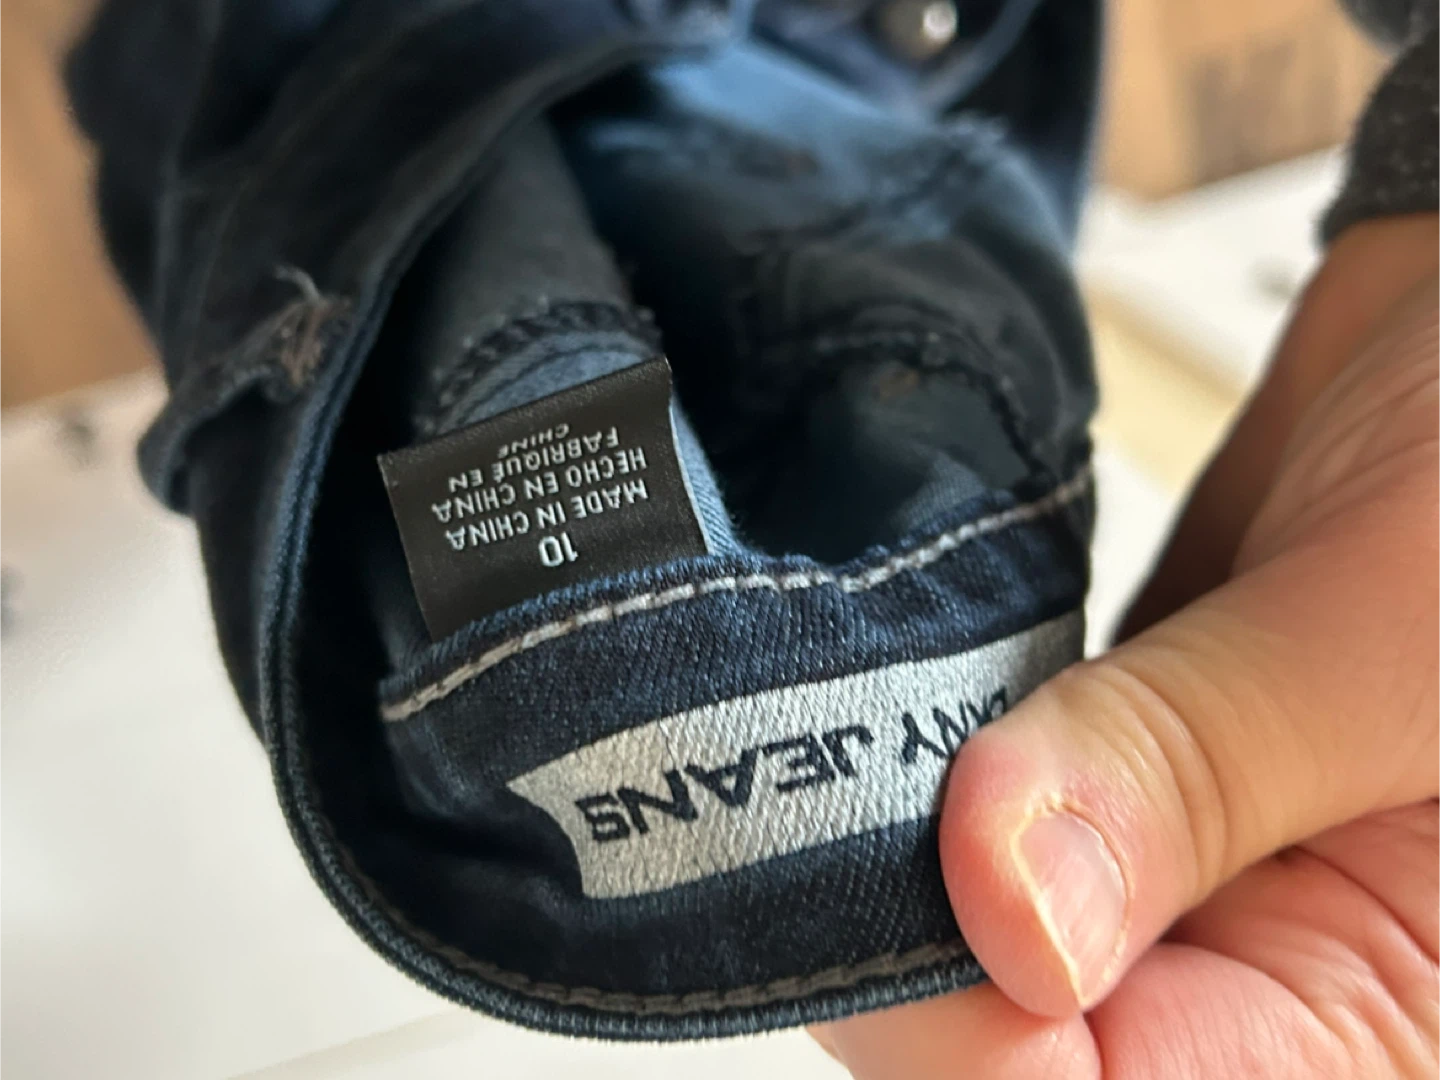 10
MADE IN CHINA
HECHO EN CHINA
FABRIQUÉ EN
CHINE
JEANS